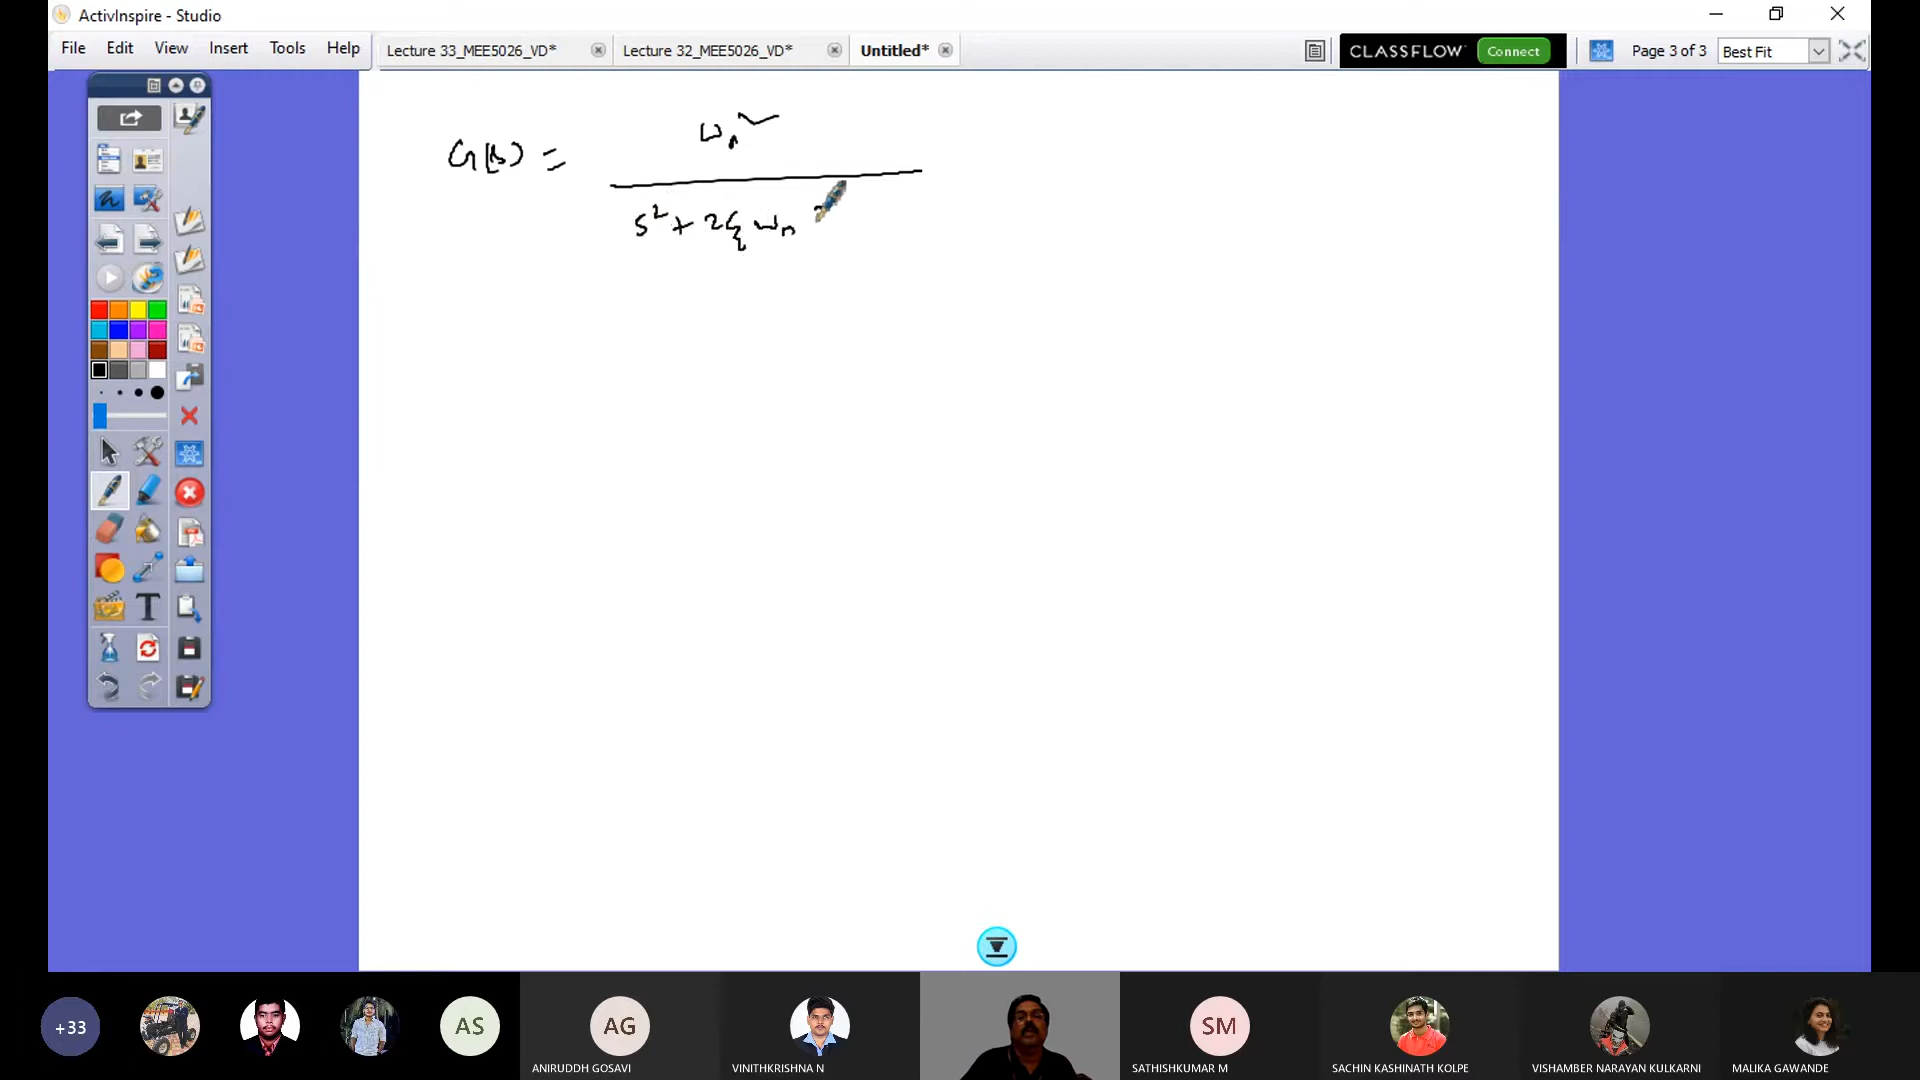 ActivInspire - Studio
File Edit View Insert Tools Help
Lecture 33_MEE5026_VD* Lecture 32_MEE5026_VD* Untitled*
CLASSFLOW Connect Page 3 of 3 Best Fit
ωn²
G(s) =
s² + 2ξωn
T
+33 AS AG SM
ANIRUDDH GOSAVI VINITHKRISHNA N SATHISHKUMAR M SACHIN KASHINATH KOLPE VISHAMBER NARAYAN KULKARNI MALIKA GAWANDE